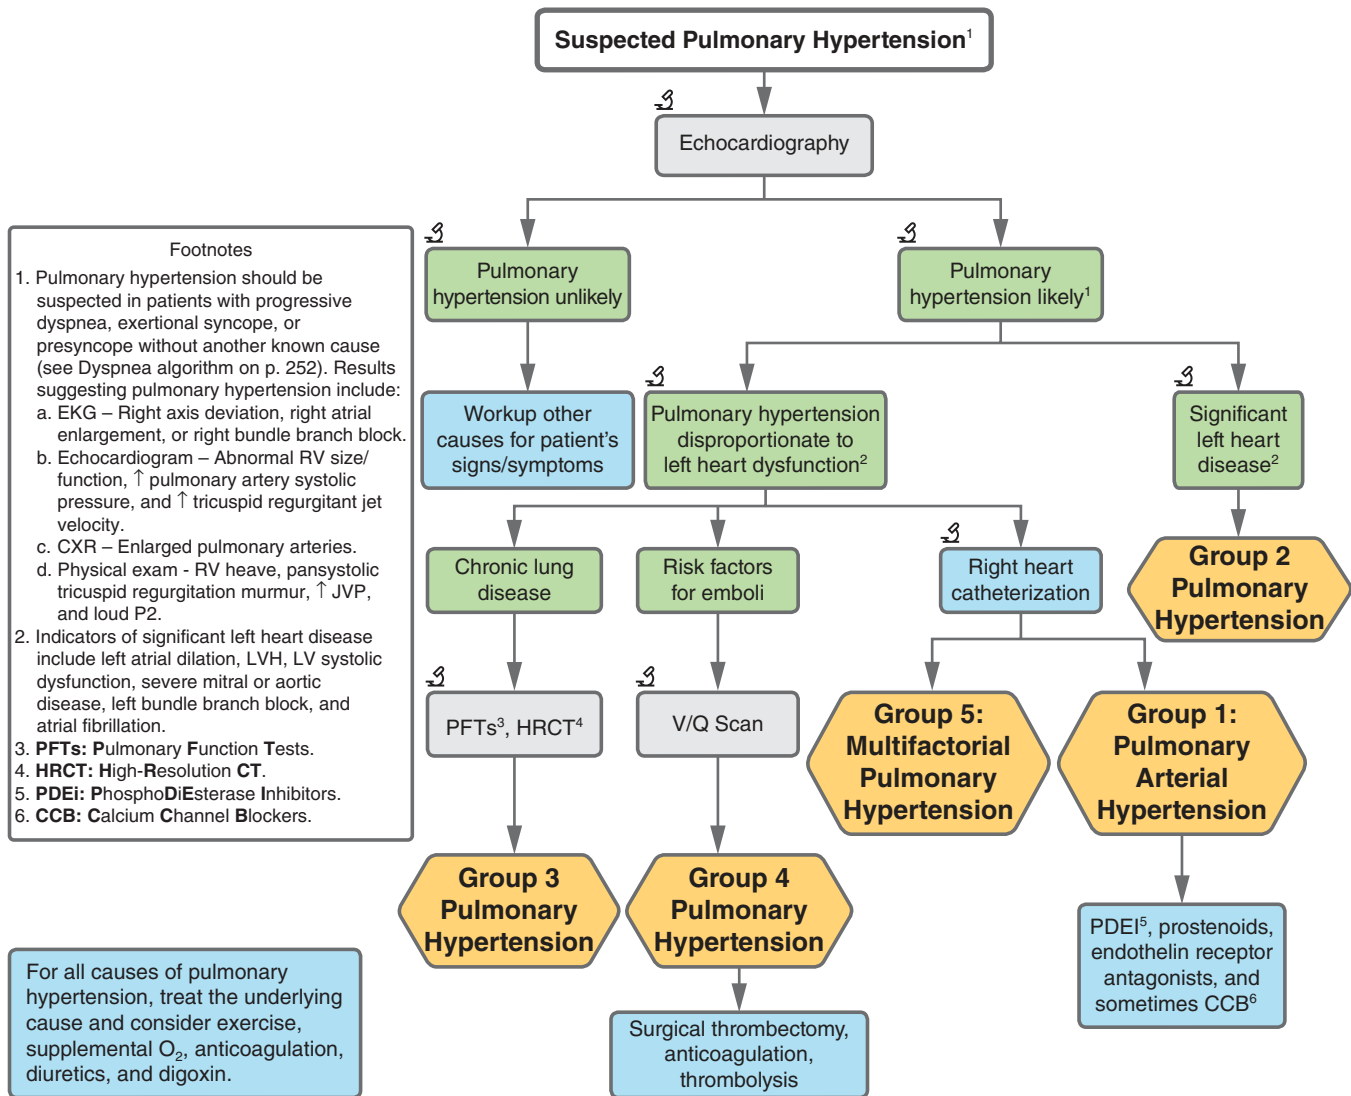 Suspected Pulmonary Hypertension¹
Echocardiography
Pulmonary
hypertension unlikely
Pulmonary
hypertension likely¹
Workup other
causes for patient's
signs/symptoms
Pulmonary hypertension
disproportionate to
left heart dysfunction²
Significant
left heart
disease²
Chronic lung
disease
Risk factors
for emboli
Right heart
catheterization
Group 2
Pulmonary
Hypertension
PFTs³, HRCT⁴
V/Q Scan
Group 5:
Multifactorial
Pulmonary
Hypertension
Group 1:
Pulmonary
Arterial
Hypertension
Group 3
Pulmonary
Hypertension
Group 4
Pulmonary
Hypertension
PDEI⁵, prostenoids,
endothelin receptor
antagonists, and
sometimes CCB⁶
Surgical thrombectomy,
anticoagulation,
thrombolysis
Footnotes
1. Pulmonary hypertension should be
suspected in patients with progressive
dyspnea, exertional syncope, or
presyncope without another known cause
(see Dyspnea algorithm on p. 252). Results
suggesting pulmonary hypertension include:
a. EKG – Right axis deviation, right atrial
enlargement, or right bundle branch block.
b. Echocardiogram – Abnormal RV size/
function, ↑ pulmonary artery systolic
pressure, and ↑ tricuspid regurgitant jet
velocity.
c. CXR – Enlarged pulmonary arteries.
d. Physical exam - RV heave, pansystolic
tricuspid regurgitation murmur, ↑ JVP,
and loud P2.
2. Indicators of significant left heart disease
include left atrial dilation, LVH, LV systolic
dysfunction, severe mitral or aortic
disease, left bundle branch block, and
atrial fibrillation.
3. PFTs: Pulmonary Function Tests.
4. HRCT: High-Resolution CT.
5. PDEi: PhosphoDiEsterase Inhibitors.
6. CCB: Calcium Channel Blockers.
For all causes of pulmonary
hypertension, treat the underlying
cause and consider exercise,
supplemental O₂, anticoagulation,
diuretics, and digoxin.